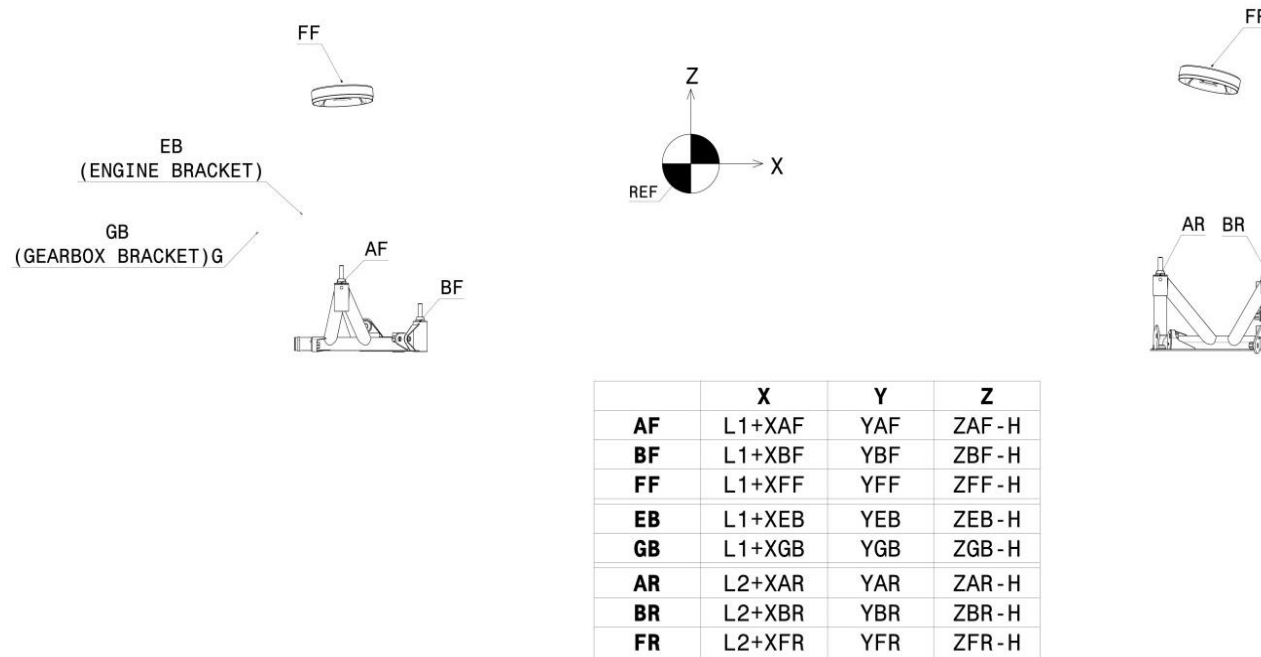 FF
FR
Z
X
REF
EB
(ENGINE BRACKET)
GB
(GEARBOX BRACKET)G
AF
BF
AR BR
X Y Z
AF L1+XAF YAF ZAF-H
BF L1+XBF YBF ZBF-H
FF L1+XFF YFF ZFF-H
EB L1+XEB YEB ZEB-H
GB L1+XGB YGB ZGB-H
AR L2+XAR YAR ZAR-H
BR L2+XBR YBR ZBR-H
FR L2+XFR YFR ZFR-H